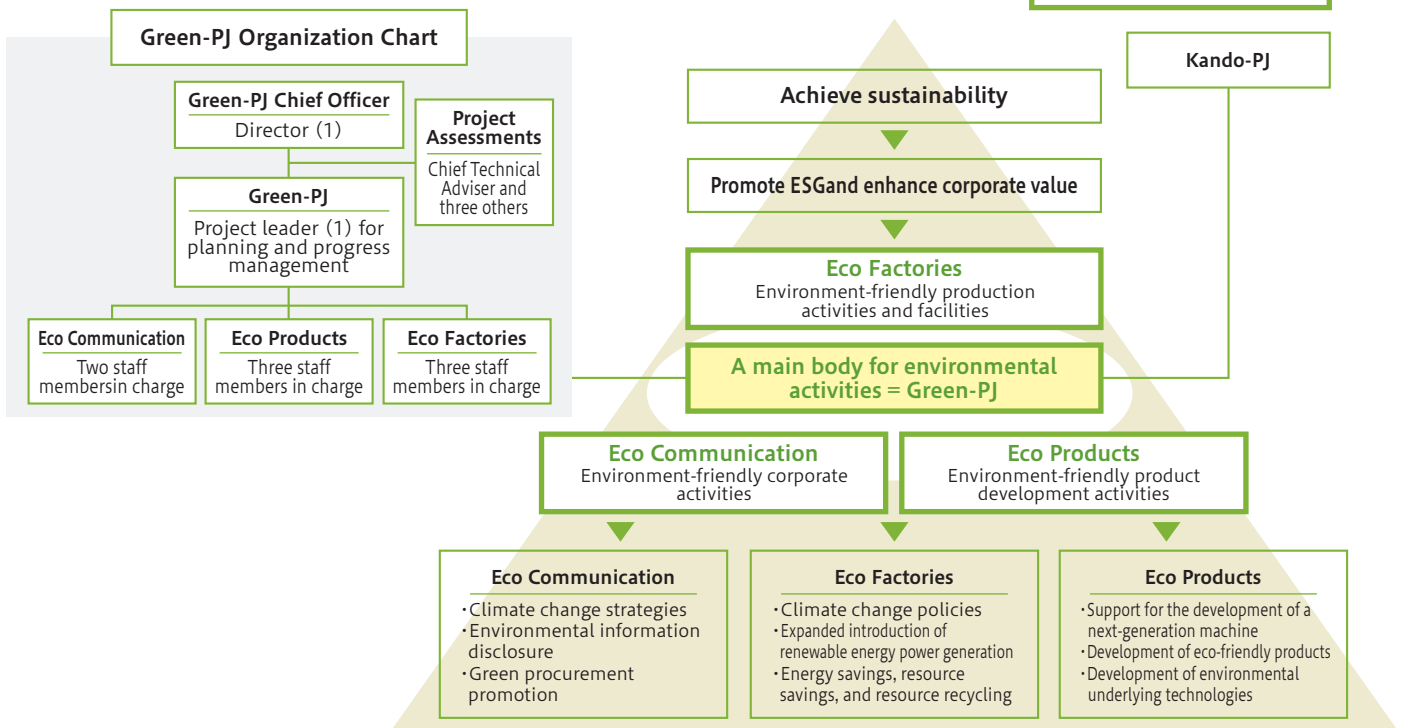 Green-PJ Organization Chart
Green-PJ Chief Officer
Director (1)
Project
Assessments
Chief Technical
Adviser and
three others
Green-PJ
Project leader (1) for
planning and progress
management
Eco Communication
Two staff
membersin charge
Eco Products
Three staff
members in charge
Eco Factories
Three staff
members in charge
Kando-PJ
Achieve sustainability
Promote ESGand enhance corporate value
Eco Factories
Environment-friendly production
activities and facilities
A main body for environmental
activities = Green-PJ
Eco Communication
Environment-friendly corporate
activities
Eco Products
Environment-friendly product
development activities
Eco Communication
・Climate change strategies
・Environmental information
disclosure
・Green procurement
promotion
Eco Factories
・Climate change policies
・Expanded introduction of
renewable energy power generation
・Energy savings, resource
savings, and resource recycling
Eco Products
・Support for the development of a
next-generation machine
・Development of eco-friendly products
・Development of environmental
underlying technologies